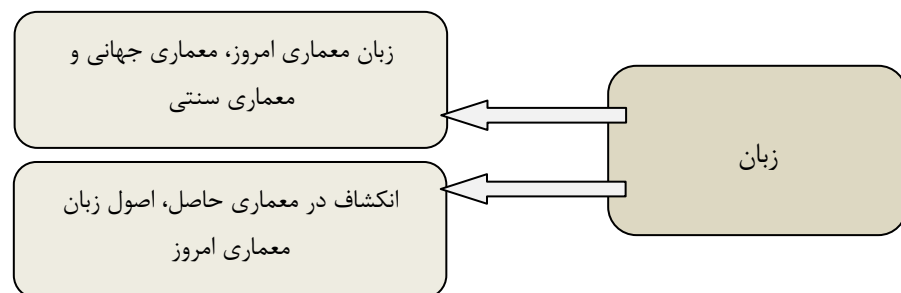 زبان
زبان معماری امروز، معماری جهانی و
معماری سنتی
انکشاف در معماری حاصل، اصول زبان
معماری امروز